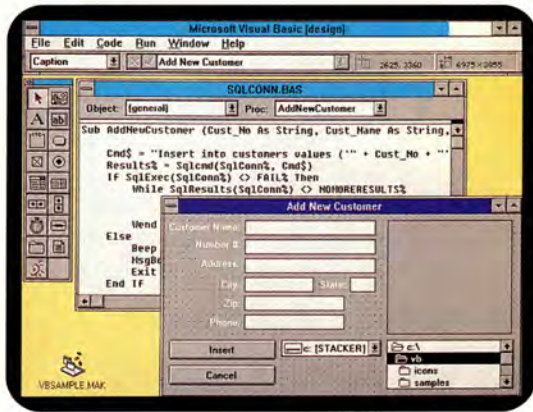 Microsoft Visual Basic [design]
File Edit Code Run Window Help
Caption Add New Customer 2625, 3360 6975×3855
SQLCONN.BAS
Object: (general) Proc: AddNewCustomer
Sub AddNewCustomer (Cust_No As String, Cust_Name As String,
Cmd$ = "Insert into customers values ('" + Cust_No + "'
Results% = Sqlcmd(SqlConn%, Cmd$)
If SqlExec(SqlConn%) <> FAIL% Then
While SqlResults(SqlConn%) <> NOMORERESULTS%
Wend
Else
Beep
Exit
End If
Add New Customer
Customer Name:
Number #:
Address:
City: State:
Zip:
Phone:
Insert
Cancel
c: [STACKER]
c:\
vb
icons
samples
A ab
VBSAMPLE.MAK